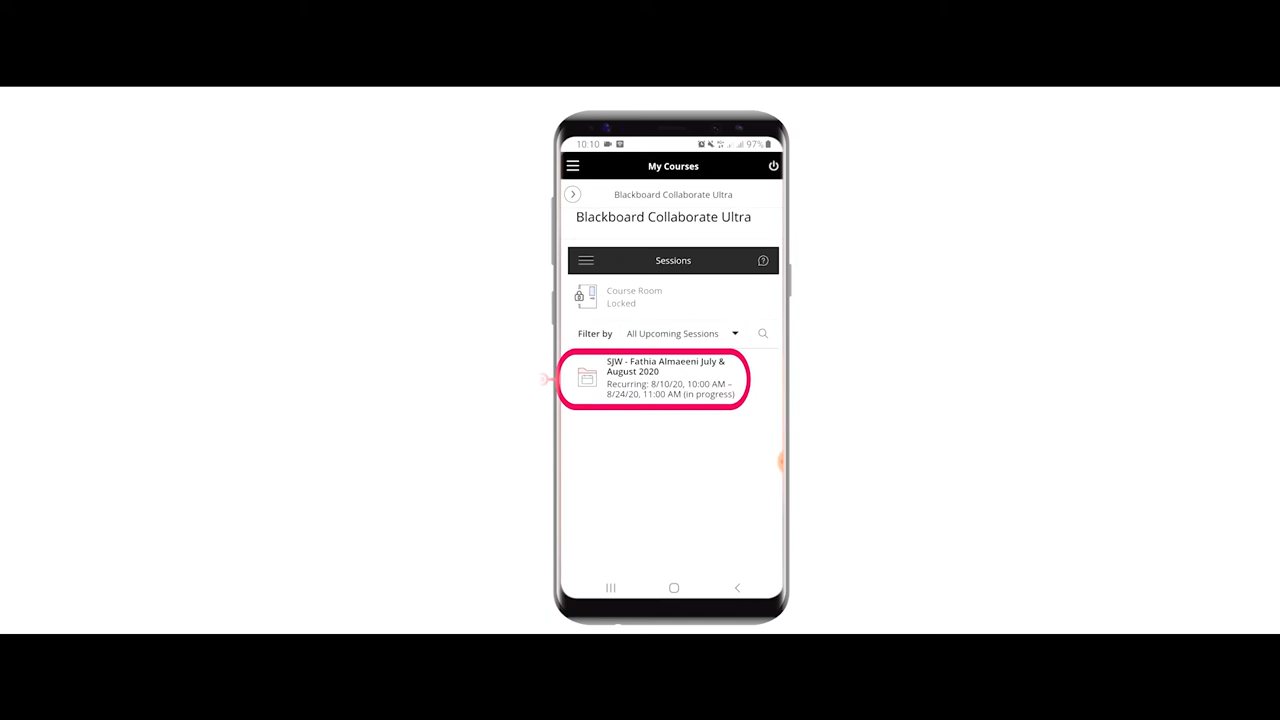 10:10 97%
My Courses
Blackboard Collaborate Ultra
Blackboard Collaborate Ultra
Sessions
Course Room
Locked
Filter by All Upcoming Sessions
SJW - Fathia Almaeeni July &
August 2020
Recurring: 8/10/20, 10:00 AM –
8/24/20, 11:00 AM (in progress)